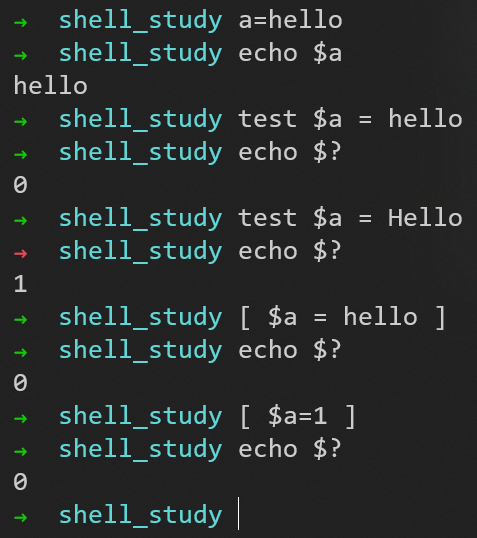 → shell_study a=hello
→ shell_study echo $a
hello
→ shell_study test $a = hello
→ shell_study echo $?
0
→ shell_study test $a = Hello
→ shell_study echo $?
1
→ shell_study [ $a = hello ]
→ shell_study echo $?
0
→ shell_study [ $a=1 ]
→ shell_study echo $?
0
→ shell_study